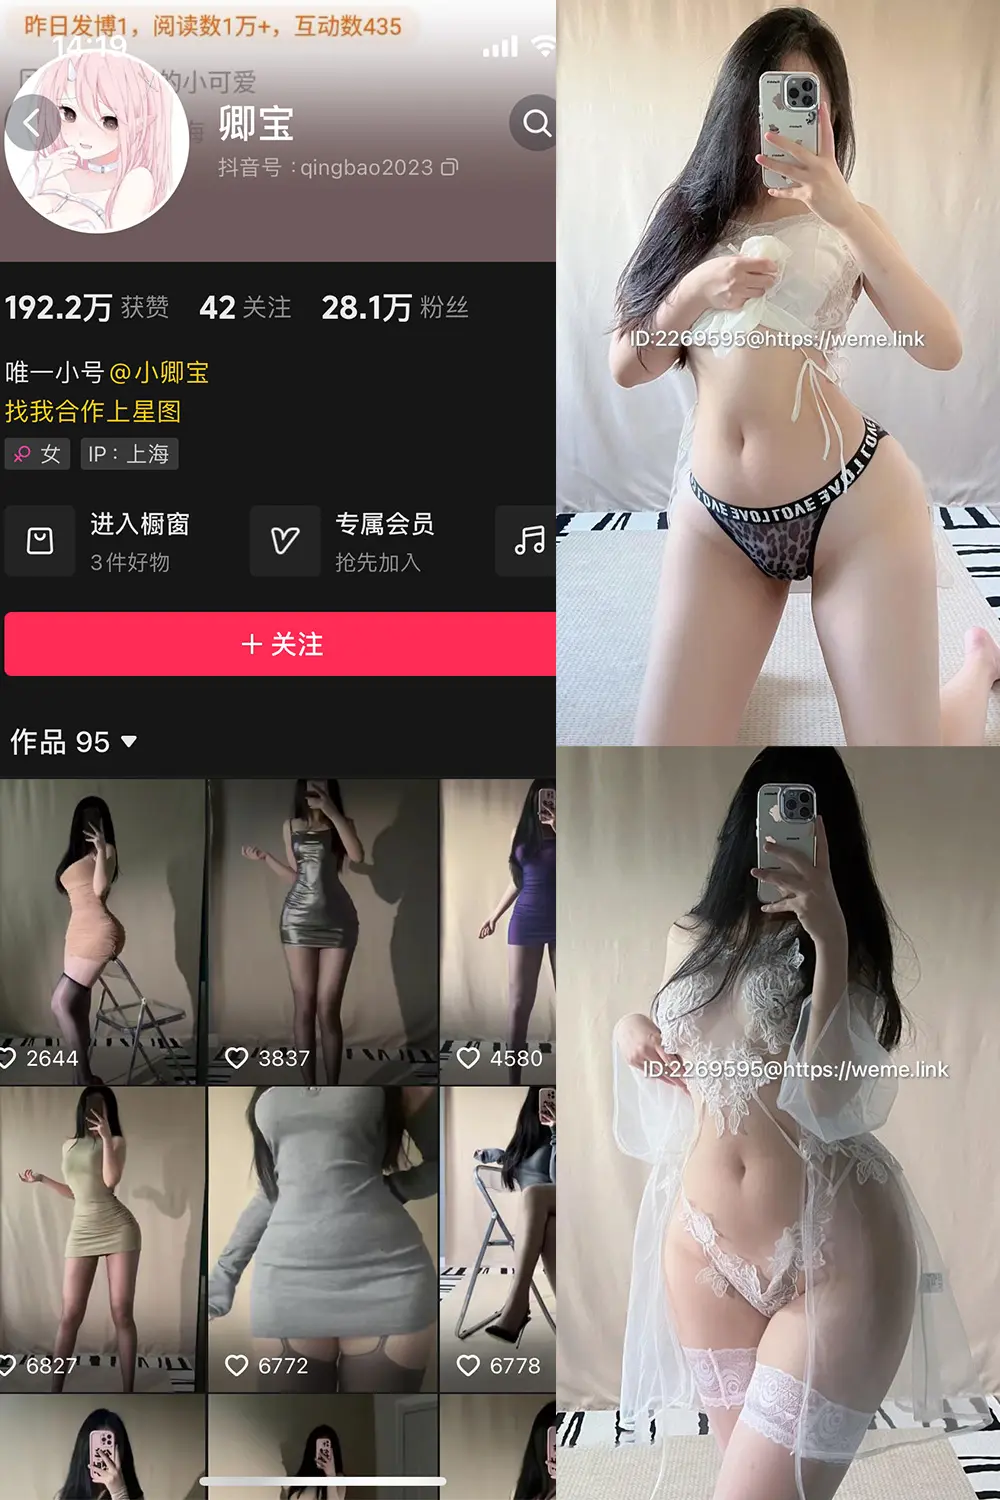 昨日发博1，阅读数1万+，互动数435
14:19
的小可爱
海
卿宝
抖音号：qingbao2023
192.2万 获赞 42 关注 28.1万 粉丝
唯一小号@小卿宝
找我合作上星图
女 IP：上海
进入橱窗
3件好物
专属会员
抢先加入
+ 关注
作品 95
2644
3837
4580
6827
6772
6778
ID:2269595@https://weme.link
LOVE LOVE LOVE LOVE
ID:2269595@https://weme.link